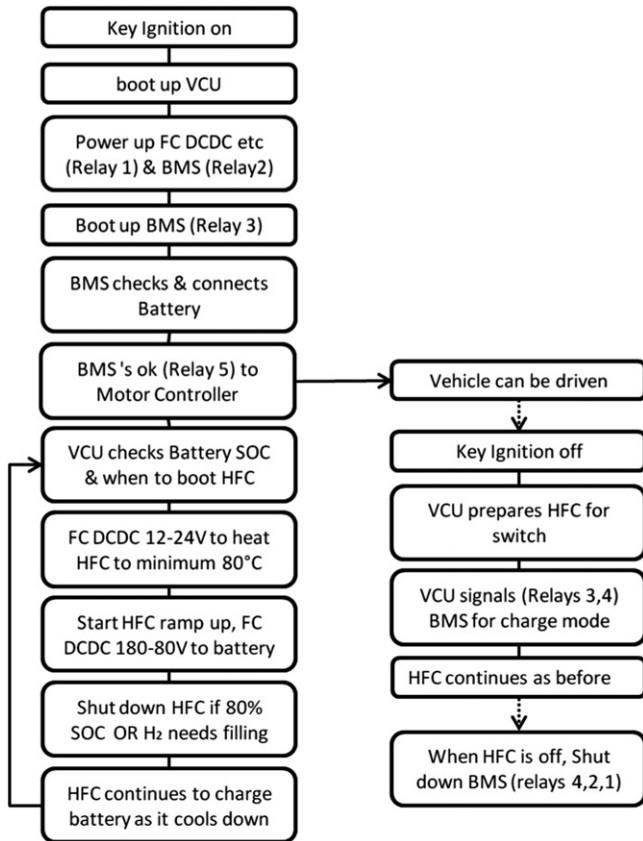 Key Ignition on
boot up VCU
Power up FC DCDC etc
(Relay 1) & BMS (Relay2)
Boot up BMS (Relay 3)
BMS checks & connects
Battery
BMS 's ok (Relay 5) to
Motor Controller
VCU checks Battery SOC
& when to boot HFC
FC DCDC 12-24V to heat
HFC to minimum 80°C
Start HFC ramp up, FC
DCDC 180-80V to battery
Shut down HFC if 80%
SOC OR H₂ needs filling
HFC continues to charge
battery as it cools down
Vehicle can be driven
Key Ignition off
VCU prepares HFC for
switch
VCU signals (Relays 3,4)
BMS for charge mode
HFC continues as before
When HFC is off, Shut
down BMS (relays 4,2,1)